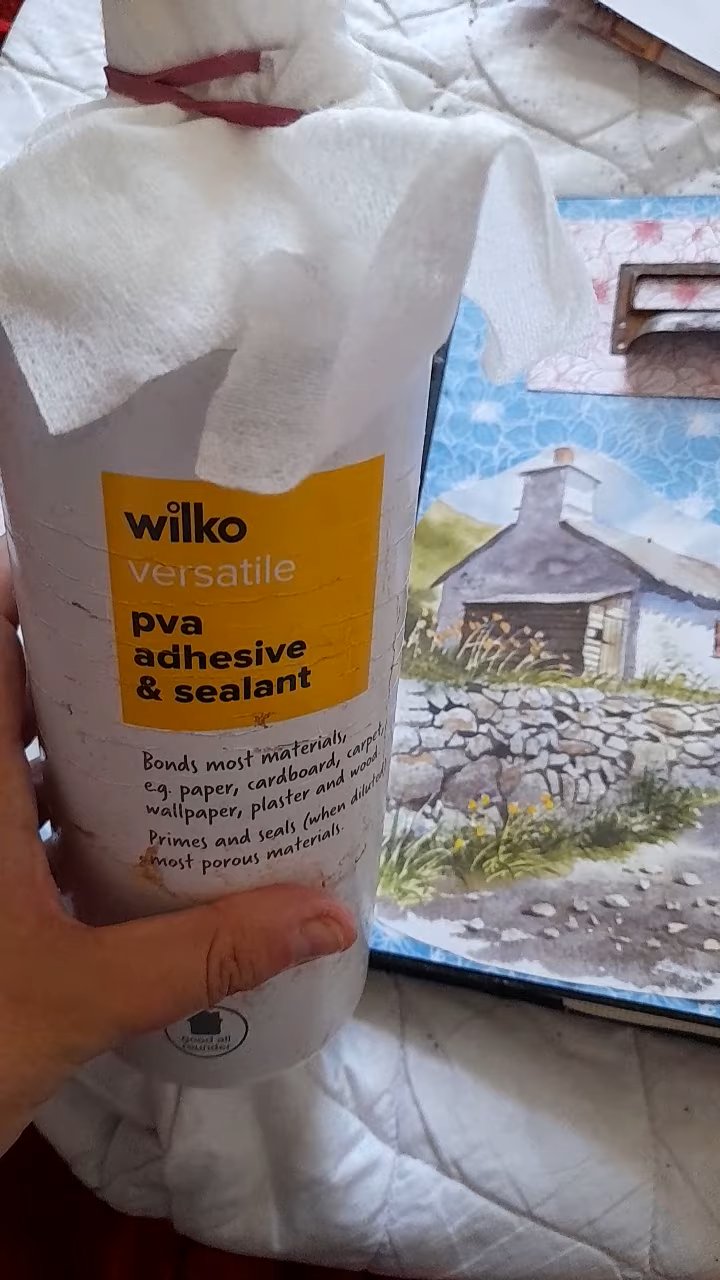 wilko
versatile
pva
adhesive
& sealant
Bonds most materials,
e.g. paper, cardboard, carpet,
wallpaper, plaster and wood.
Primes and seals (when diluted)
most porous materials.
good all
rounder